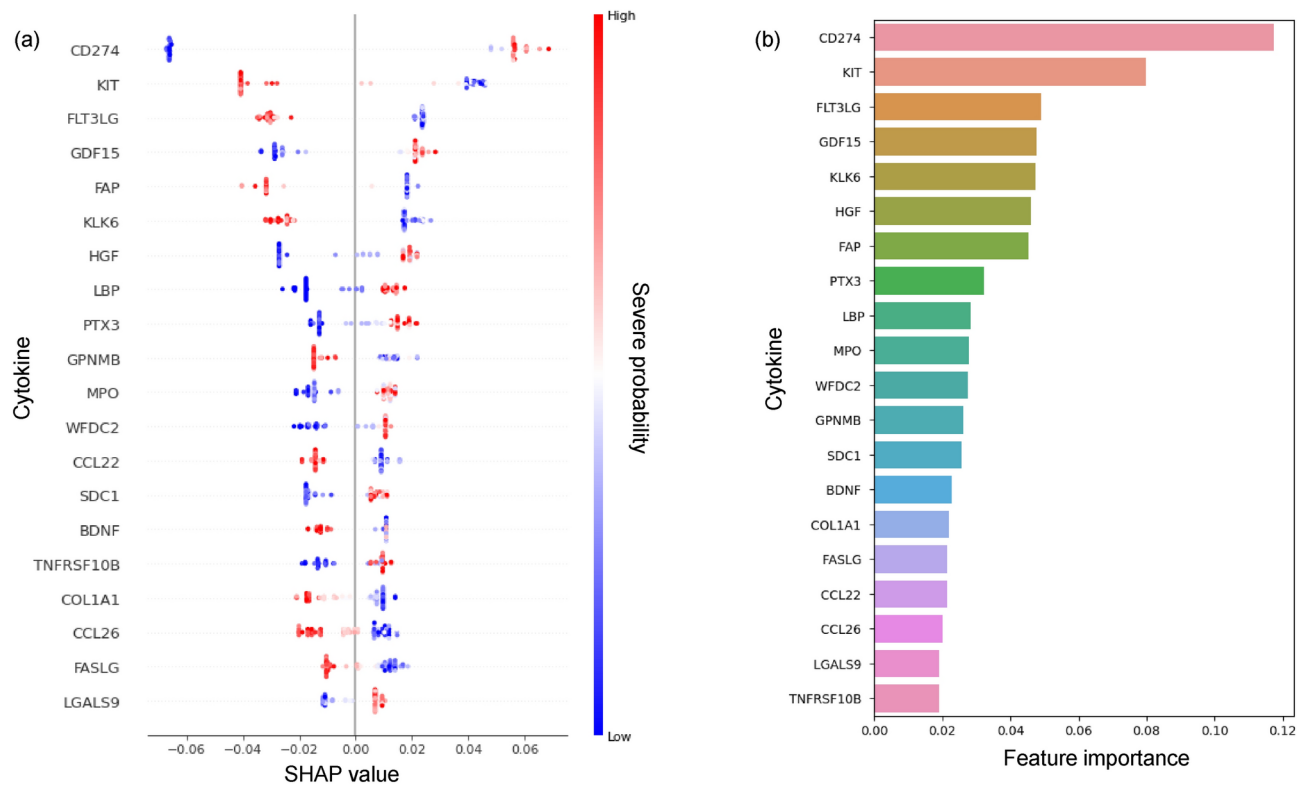 (a)
CD274
KIT
FLT3LG
GDF15
FAP
KLK6
HGF
LBP
PTX3
GPNMB
MPO
WFDC2
CCL22
SDC1
BDNF
TNFRSF10B
COL1A1
CCL26
FASLG
LGALS9
Cytokine
−0.06 −0.04 −0.02 0.00 0.02 0.04 0.06
SHAP value
High
Low
Severe probability
(b)
CD274
KIT
FLT3LG
GDF15
KLK6
HGF
FAP
PTX3
LBP
MPO
WFDC2
GPNMB
SDC1
BDNF
COL1A1
FASLG
CCL22
CCL26
LGALS9
TNFRSF10B
Cytokine
0.00 0.02 0.04 0.06 0.08 0.10 0.12
Feature importance